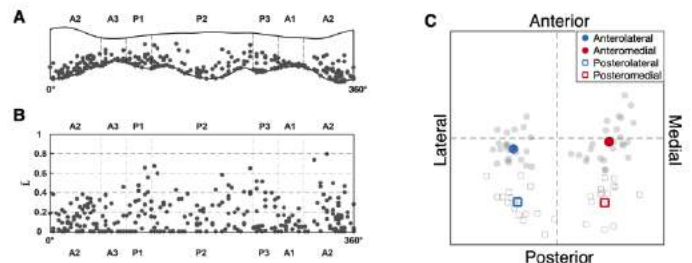 A
A2 A3 P1 P2 P3 A1 A2
0° 360°
B
A2 A3 P1 P2 P3 A1 A2
1
0.8
0.6
0.4
0.2
0
L
0° 360°
A2 A3 P1 P2 P3 A1 A2
C
Anterior
Anterolateral
Anteromedial
Posterolateral
Posteromedial
Lateral
Medial
Posterior